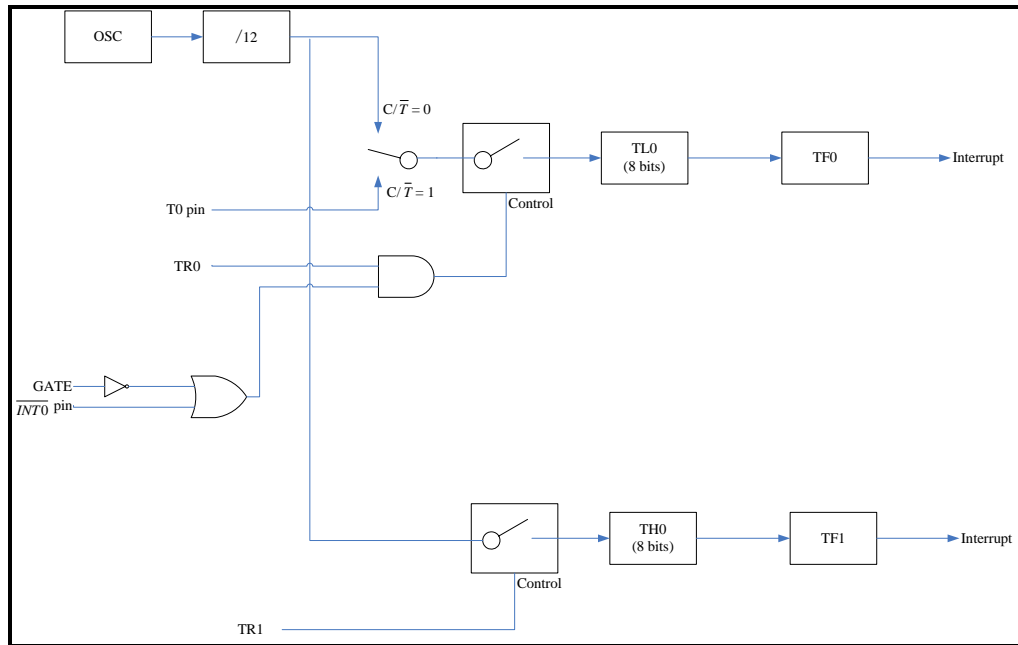 OSC
/12
C/T̅ = 0
TL0
(8 bits)
TF0
Interrupt
C/T̅ = 1
Control
T0 pin
TR0
GATE
I̅N̅T̅0̅ pin
TH0
(8 bits)
TF1
Interrupt
Control
TR1